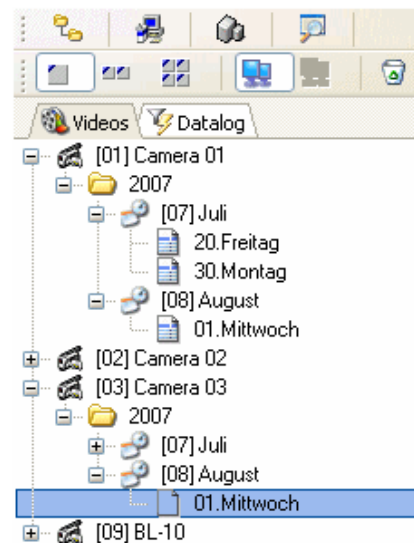 Videos Datalog
[01] Camera 01
2007
[07] Juli
20.Freitag
30.Montag
[08] August
01.Mittwoch
[02] Camera 02
[03] Camera 03
2007
[07] Juli
[08] August
01.Mittwoch
[09] BL-10